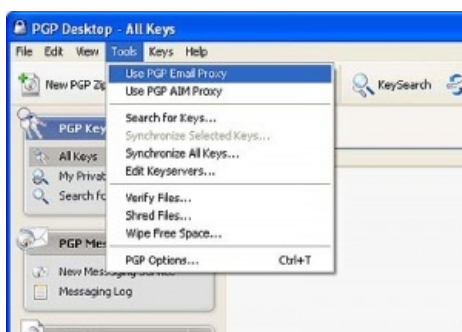 PGP Desktop - All Keys
File Edit View Tools Keys Help
New PGP Zip
KeySearch
Use PGP Email Proxy
Use PGP AIM Proxy
Search for Keys...
Synchronize Selected Keys...
Synchronize All Keys...
Edit Keyservers...
Verify Files...
Shred Files...
Wipe Free Space...
PGP Options... Ctrl+T
PGP Key
All Keys
My Privat
Search fo
PGP Mes
New Messaging Service
Messaging Log